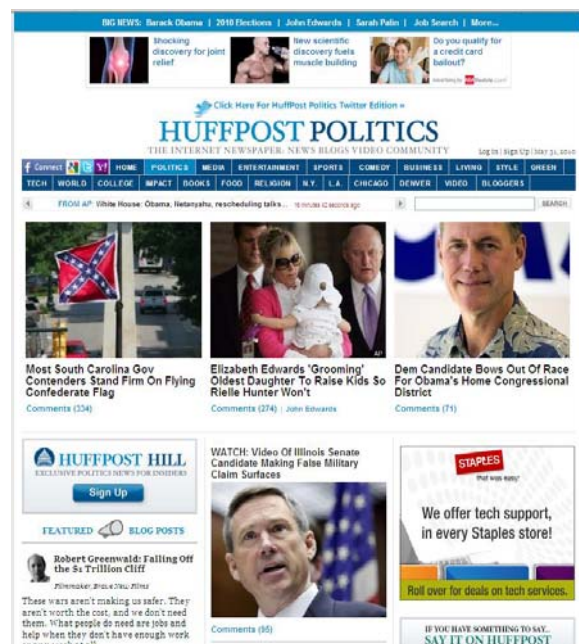 BIG NEWS: Barack Obama | 2010 Elections | John Edwards | Sarah Palin | Job Search | More...
Shocking
discovery for joint
relief
New scientific
discovery fuels
muscle building
Do you qualify
for a credit card
bailout?
Click Here For HuffPost Politics Twitter Edition »
HUFFPOST POLITICS
THE INTERNET NEWSPAPER: NEWS BLOGS VIDEO COMMUNITY
Log In | Sign Up | May 31, 2010
f Connect HOME POLITICS MEDIA ENTERTAINMENT SPORTS COMEDY BUSINESS LIVING STYLE GREEN
TECH WORLD COLLEGE IMPACT BOOKS FOOD RELIGION N.Y. L.A. CHICAGO DENVER VIDEO BLOGGERS
FROM AP: White House: Obama, Netanyahu, rescheduling talks... 16 minutes 42 seconds ago
SEARCH
AP
Most South Carolina Gov
Contenders Stand Firm On Flying
Confederate Flag
Comments (334)
Elizabeth Edwards 'Grooming'
Oldest Daughter To Raise Kids So
Rielle Hunter Won't
Comments (274) | John Edwards
Dem Candidate Bows Out Of Race
For Obama's Home Congressional
District
Comments (71)
HUFFPOST HILL
EXCLUSIVE POLITICS NEWS FOR INSIDERS
Sign Up
FEATURED BLOG POSTS
Robert Greenwald: Falling Off
the $1 Trillion Cliff
Filmmaker, Brave New Films
These wars aren't making us safer. They
aren't worth the cost, and we don't need
them. What people do need are jobs and
help when they don't have enough work
WATCH: Video Of Illinois Senate
Candidate Making False Military
Claim Surfaces
Comments (95)
STAPLES
that was easy
We offer tech support,
in every Staples store!
Roll over for deals on tech services.
IF YOU HAVE SOMETHING TO SAY...
SAY IT ON HUFFPOST